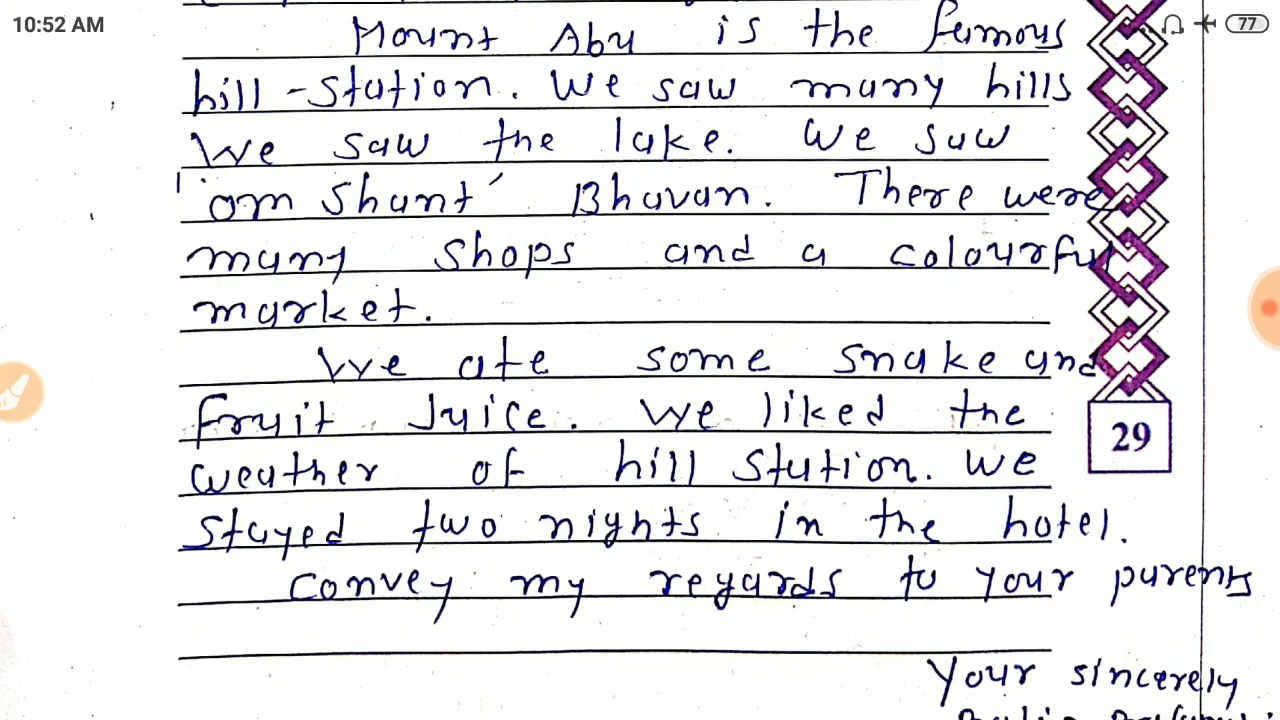 10:52 AM
77
Mount Abu is the famous
hill-station. We saw many hills
We saw the lake. We saw
'om Shant' Bhavan. There were
many shops and a colourful
market.
We ate some snake and
fruit Juice. We liked the
weather of hill station. We
stayed two nights in the hotel.
29
Convey my regards to your parents
Your sincerely